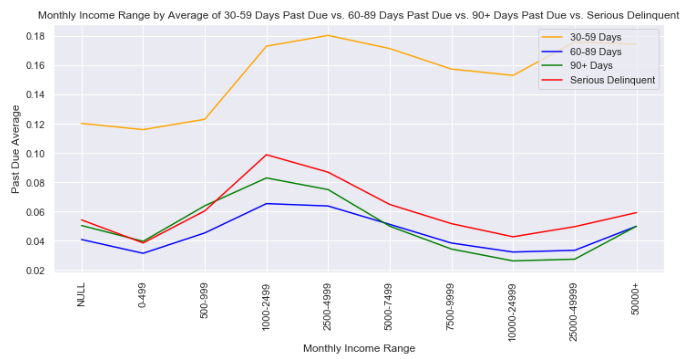 Monthly Income Range by Average of 30-59 Days Past Due vs. 60-89 Days Past Due vs. 90+ Days Past Due vs. Serious Delinquent
30-59 Days
60-89 Days
90+ Days
Serious Delinquent
0.18
0.16
0.14
0.12
0.10
0.08
0.06
0.04
0.02
Past Due Average
NULL
0-499
500-999
1000-2499
2500-4999
5000-7499
7500-9999
10000-24999
25000-49999
50000+
Monthly Income Range